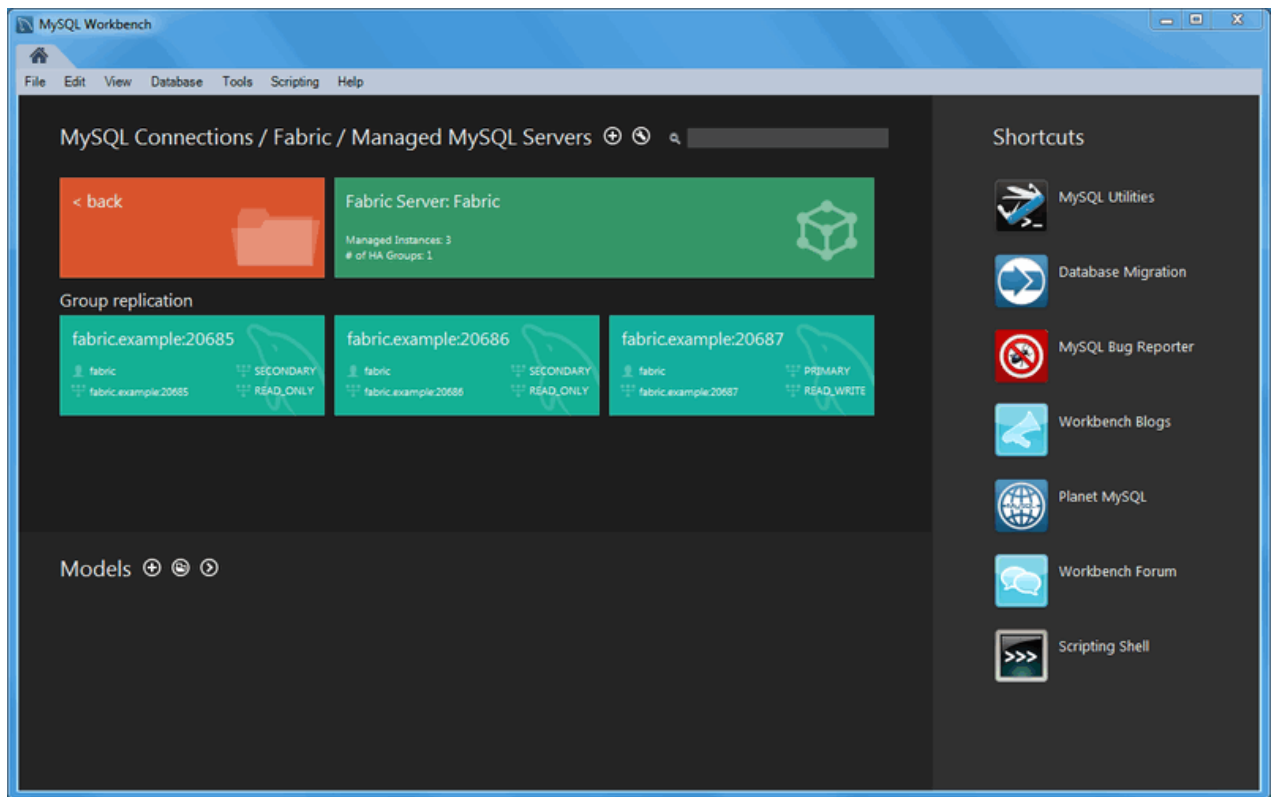 MySQL Workbench
File Edit View Database Tools Scripting Help
MySQL Connections / Fabric / Managed MySQL Servers
< back
Fabric Server: Fabric
Managed Instances: 3
# of HA Groups: 1
Group replication
fabric.example:20685
fabric SECONDARY
fabric.example:20685 READ_ONLY
fabric.example:20686
fabric SECONDARY
fabric.example:20686 READ_ONLY
fabric.example:20687
fabric PRIMARY
fabric.example:20687 READ_WRITE
Models
Shortcuts
MySQL Utilities
Database Migration
MySQL Bug Reporter
Workbench Blogs
Planet MySQL
Workbench Forum
>>>
Scripting Shell